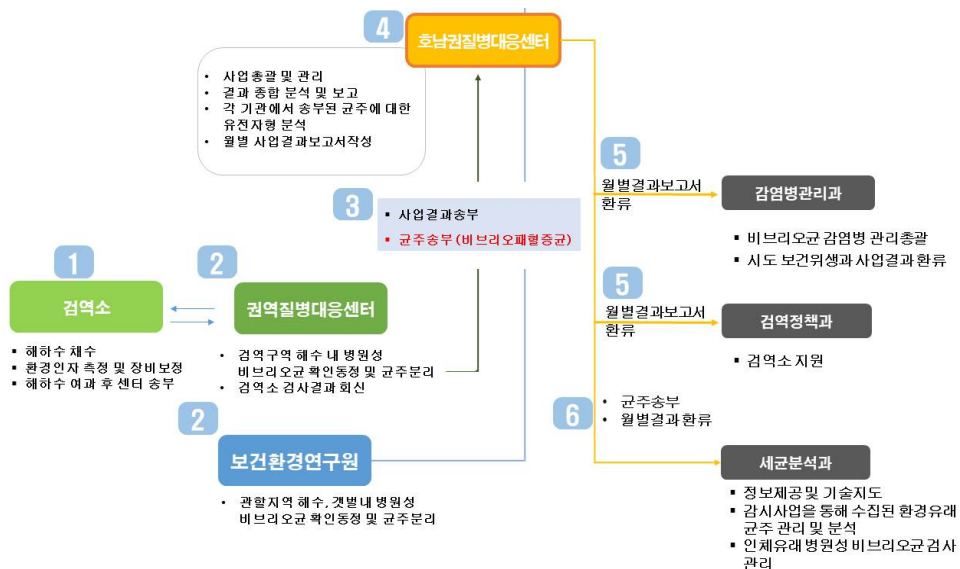 4
호남권질병대응센터
• 사업총괄 및 관리
• 결과 종합 분석 및 보고
• 각 기관에서 송부된 균주에 대한
유전자형 분석
• 월별 사업결과보고서작성
3
▪ 사업결과송부
▪ 균주송부 (비브리오패혈증균)
1
검역소
▪ 해하수 채수
▪ 환경인자 측정 및 장비보정
▪ 해하수 여과 후 센터 송부
2
권역질병대응센터
• 검역구역 해수 내 병원성
비브리오균 확인동정 및 균주분리
• 검역소 검사결과 회신
2
보건환경연구원
• 관할지역 해수, 갯벌내 병원성
비브리오균 확인동정 및 균주분리
5
월별결과보고서
환류
감염병관리과
▪ 비브리오균 감염병 관리총괄
▪ 시도 보건위생과 사업결과 환류
5
월별결과보고서
환류
검역정책과
▪ 검역소 지원
6
• 균주송부
• 월별결과 환류
세균분석과
▪ 정보제공 및 기술지도
▪ 감시사업을 통해 수집된 환경유래
균주 관리 및 분석
▪ 인체유래 병원성 비브리오균 검사
관리